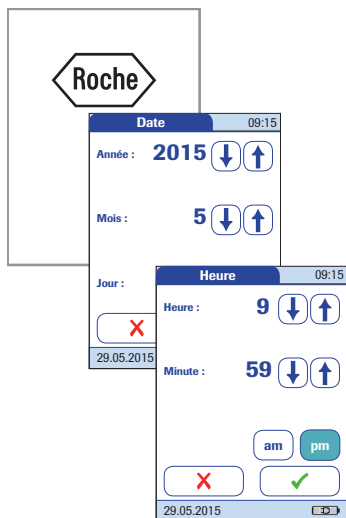 Roche
Date 09:15
Année : 2015
Mois : 5
Jour :
29.05.2015
Heure 09:15
Heure : 9
Minute : 59
am pm
29.05.2015